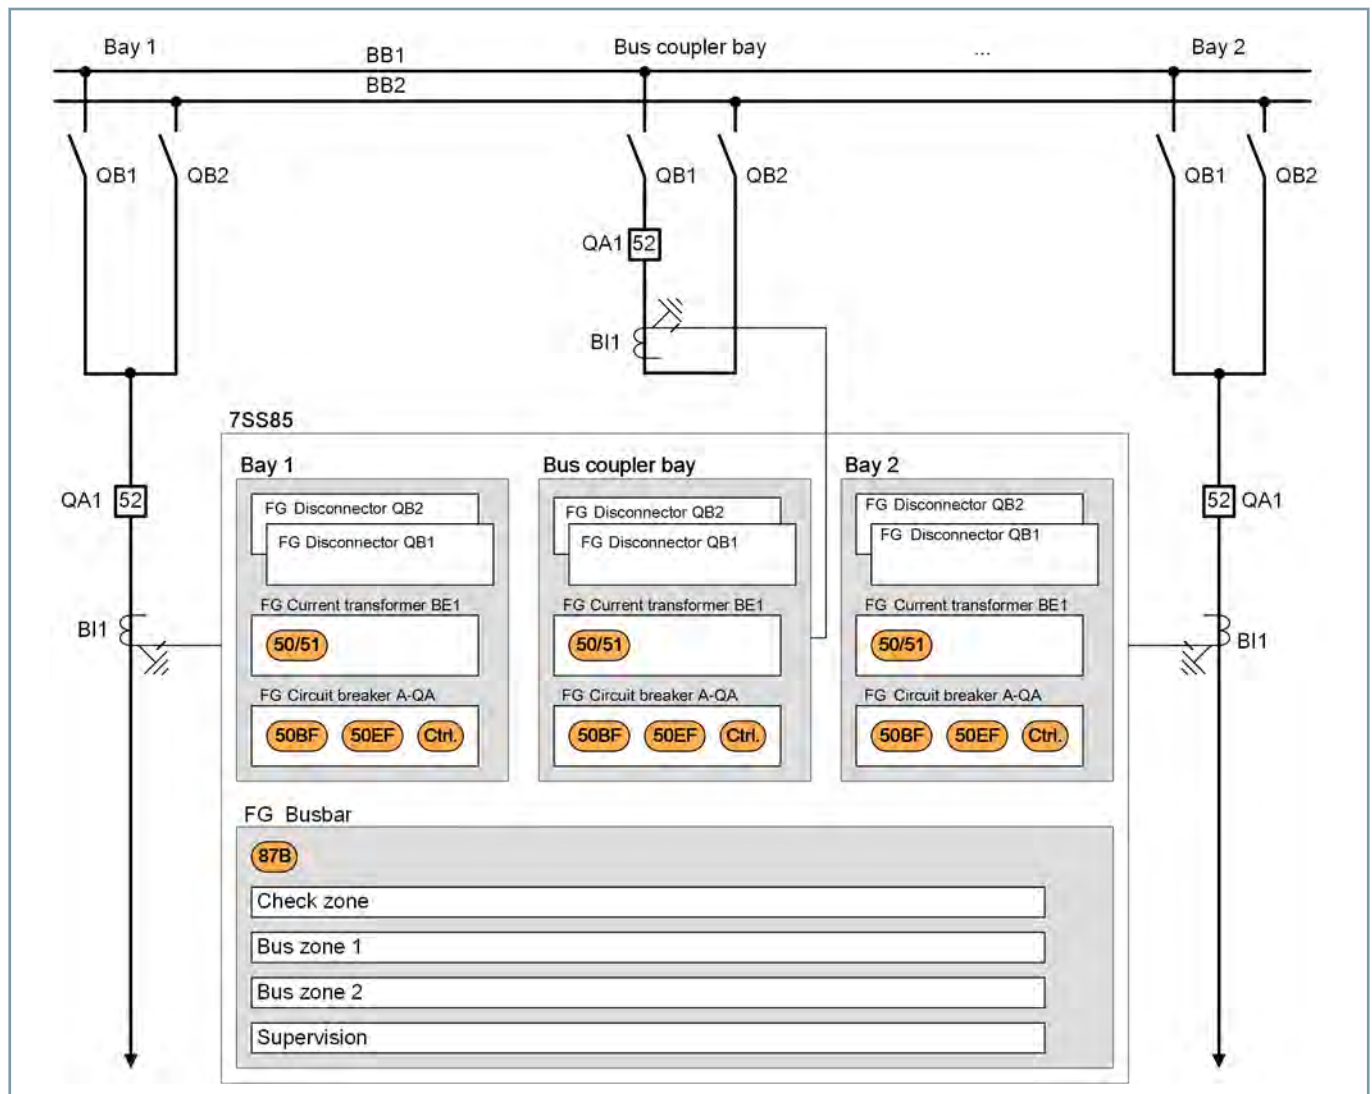 Bay 1
BB1
Bus coupler bay
...
Bay 2
BB2
QB1
QB2
QB1
QB2
QB1
QB2
QA1 52
BI1
7SS85
Bay 1
Bus coupler bay
Bay 2
QA1 52
52 QA1
FG Disconnector QB2
FG Disconnector QB1
FG Disconnector QB2
FG Disconnector QB1
FG Disconnector QB2
FG Disconnector QB1
BI1
BI1
FG Current transformer BE1
50/51
FG Current transformer BE1
50/51
FG Current transformer BE1
50/51
FG Circuit breaker A-QA
50BF 50EF Ctrl.
FG Circuit breaker A-QA
50BF 50EF Ctrl.
FG Circuit breaker A-QA
50BF 50EF Ctrl.
FG Busbar
87B
Check zone
Bus zone 1
Bus zone 2
Supervision